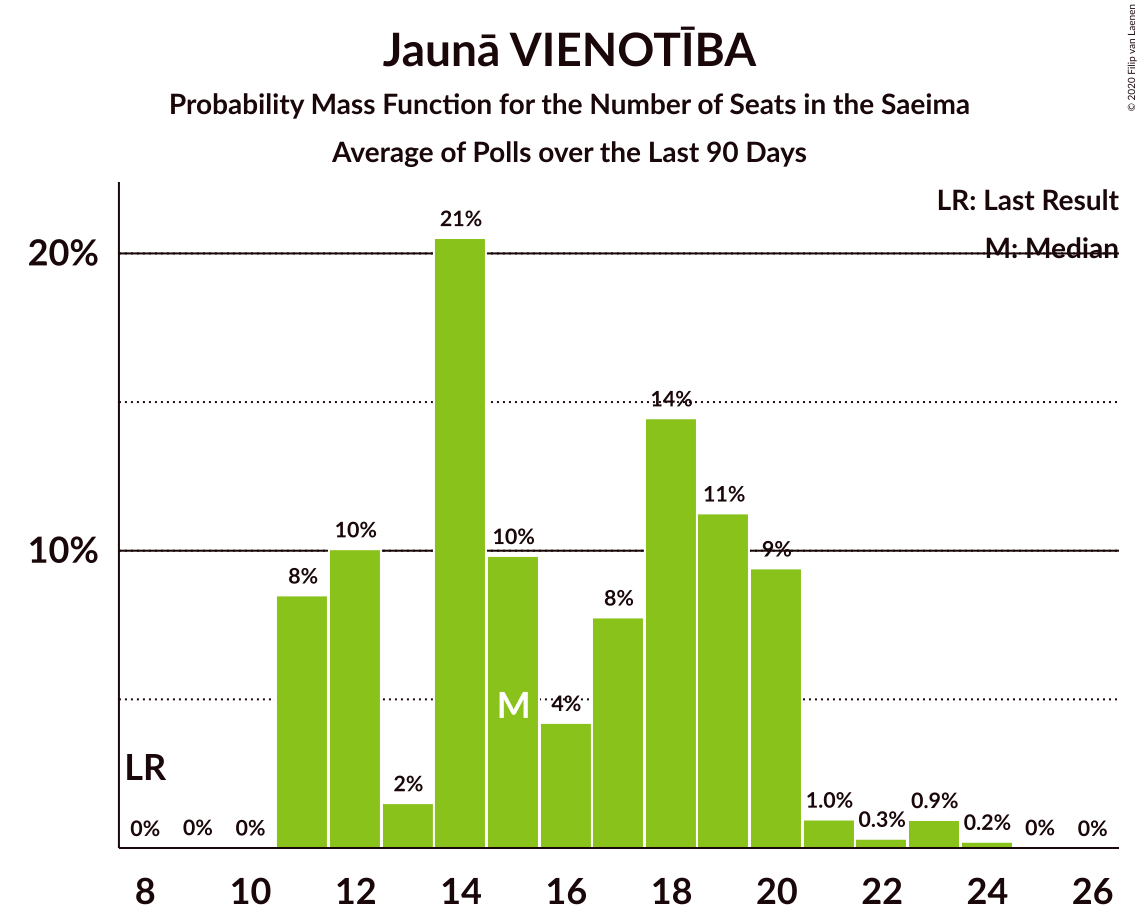 Jaunā VIENOTĪBA
Probability Mass Function for the Number of Seats in the Saeima
Average of Polls over the Last 90 Days
© 2020 Filip van Laenen
LR: Last Result
M: Median
20%
10%
0%
0%
0%
8%
10%
2%
21%
10%
4%
8%
14%
11%
9%
1.0%
0.3%
0.9%
0.2%
0%
0%
LR
M
8 10 12 14 16 18 20 22 24 26